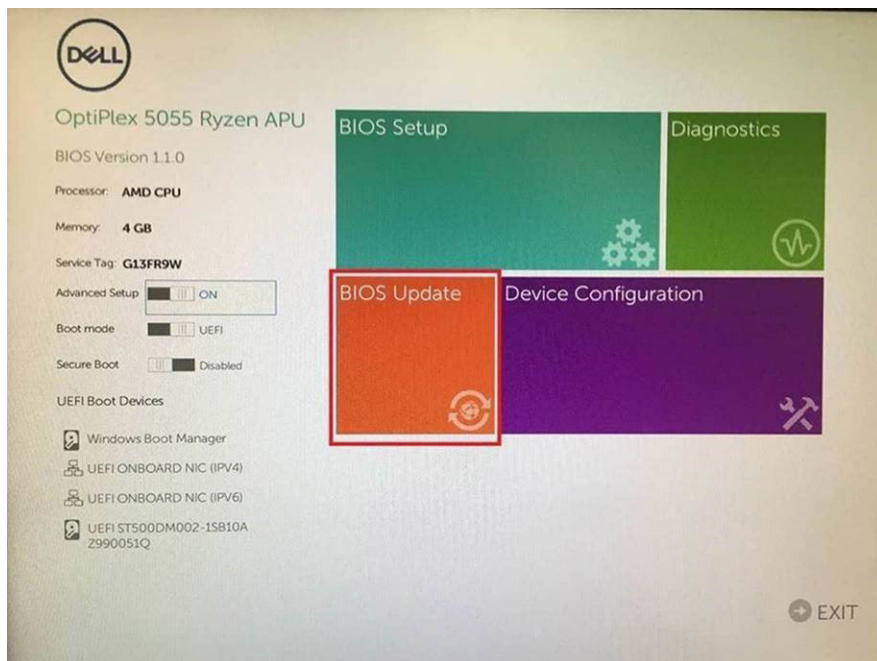 DELL
OptiPlex 5055 Ryzen APU
BIOS Version 1.1.0
Processor: AMD CPU
Memory: 4 GB
Service Tag: G13FR9W
Advanced Setup ON
Boot mode UEFI
Secure Boot Disabled
UEFI Boot Devices
Windows Boot Manager
UEFI ONBOARD NIC (IPV4)
UEFI ONBOARD NIC (IPV6)
UEFI ST500DM002-1SB10A
Z990051Q
BIOS Setup
Diagnostics
BIOS Update
Device Configuration
EXIT